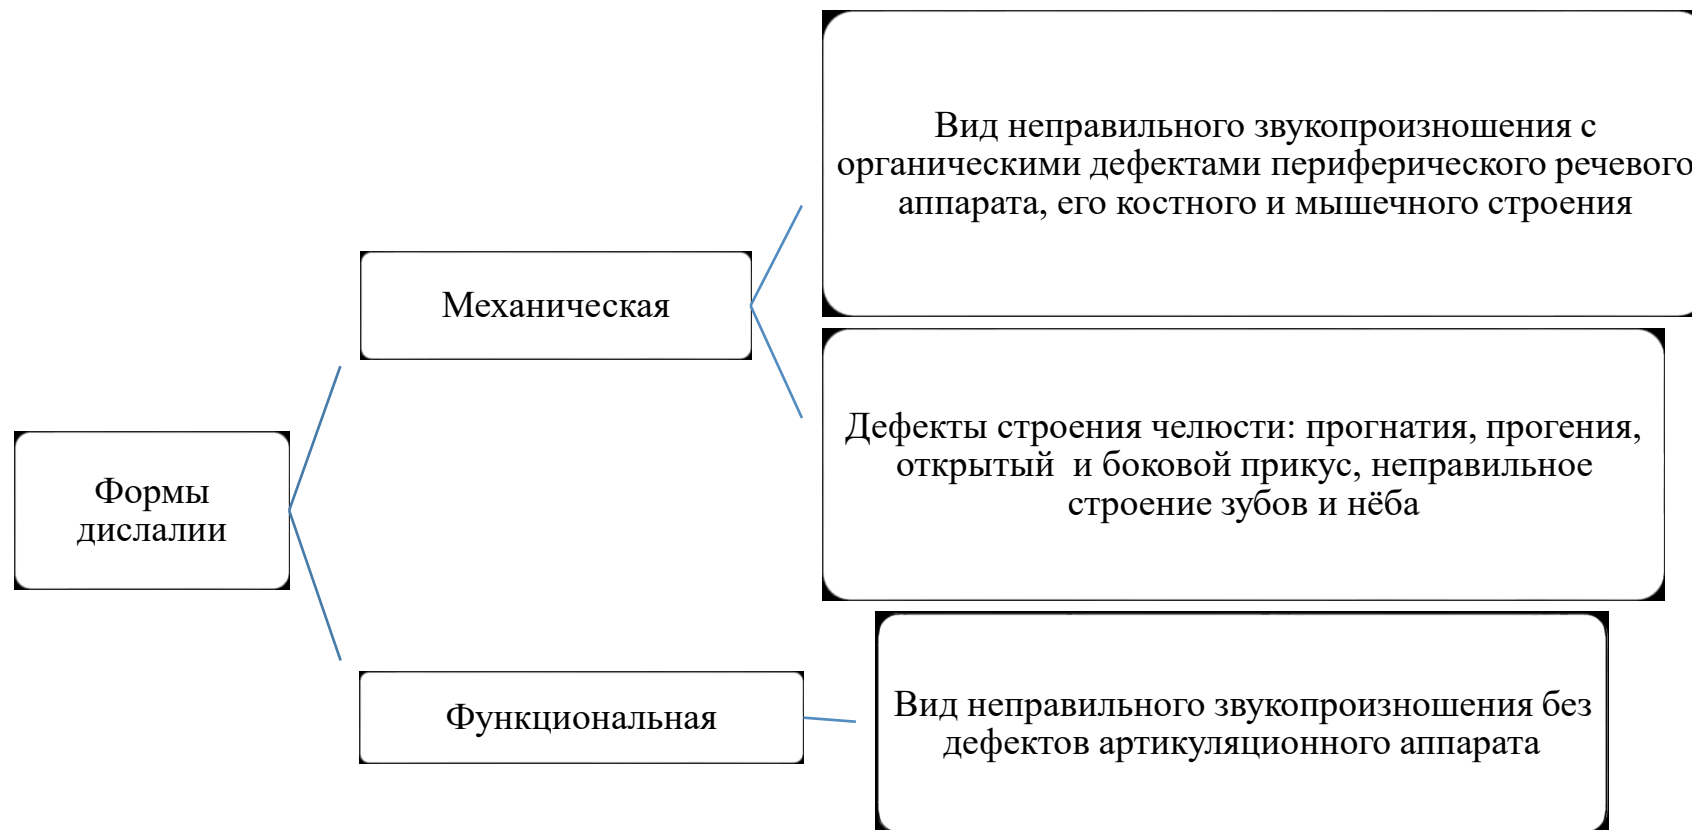 Вид неправильного звукопроизношения с
органическими дефектами периферического речевого
аппарата, его костного и мышечного строения
Механическая
Дефекты строения челюсти: прогнатия, прогения,
открытый  и боковой прикус, неправильное
строение зубов и нёба
Формы
дислалии
Функциональная
Вид неправильного звукопроизношения без
дефектов артикуляционного аппарата